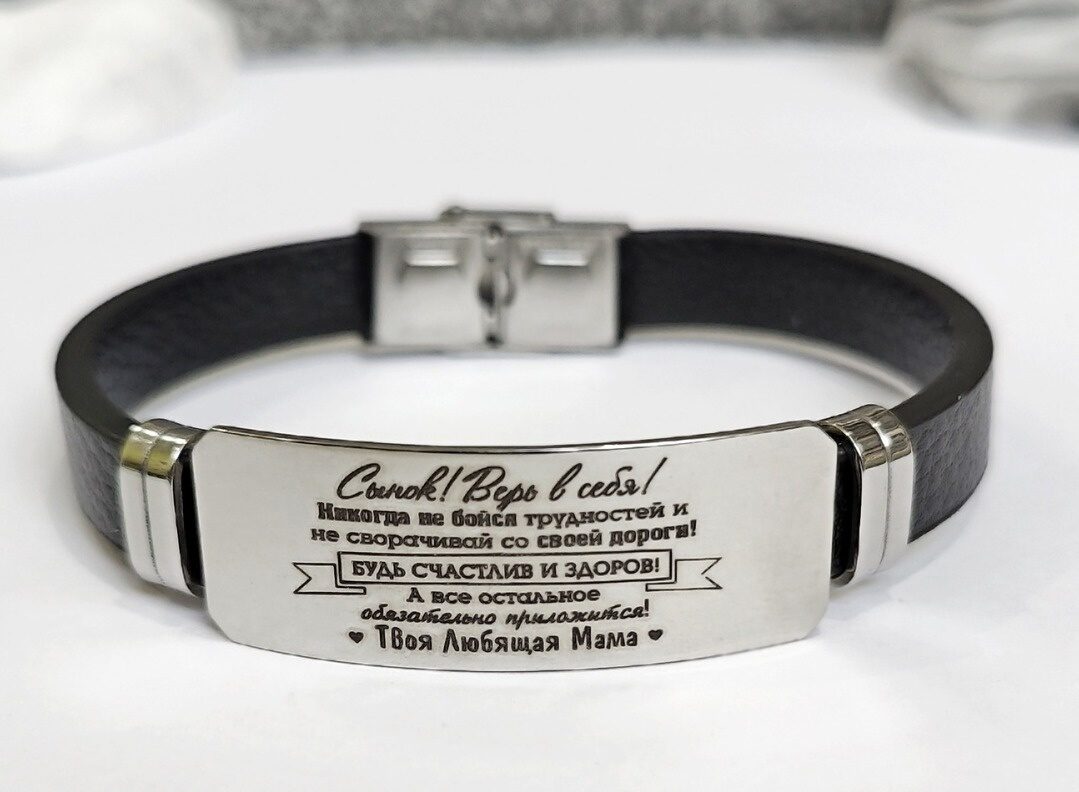 Сынок! Верь в себя!
Никогда не бойся трудностей и
не сворачивай со своей дороги!
БУДЬ СЧАСТЛИВ И ЗДОРОВ!
А все остальное
обязательно приложится!
♥ Твоя Любящая Мама ♥